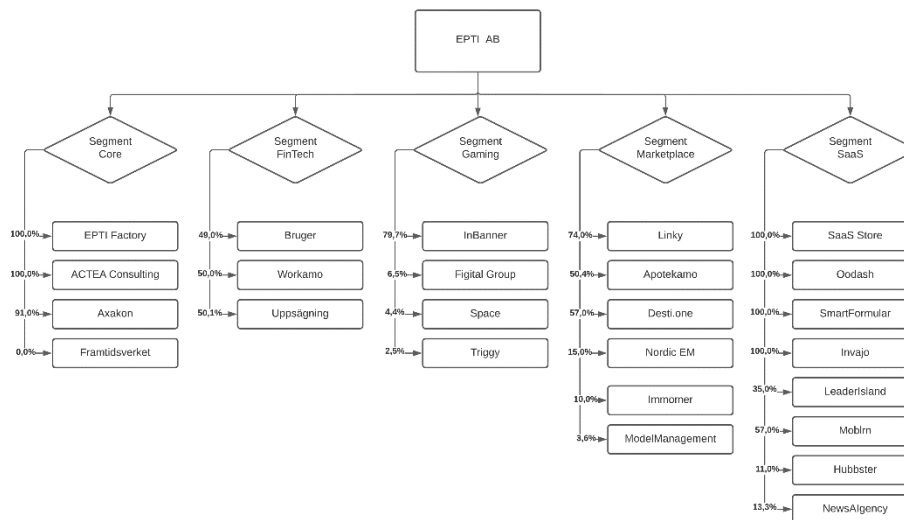 EPTI AB
Segment
Core
Segment
FinTech
Segment
Gaming
Segment
Marketplace
Segment
SaaS
100,0%
EPTI Factory
100,0%
ACTEA Consulting
91,0%
Axakon
0,0%
Framtidsverket
49,0%
Bruger
50,0%
Workamo
50,1%
Uppsägning
79,7%
InBanner
6,5%
Figital Group
4,4%
Space
2,5%
Triggy
74,0%
Linky
50,4%
Apotekamo
57,0%
Desti.one
15,0%
Nordic EM
10,0%
Immorner
3,6%
ModelManagement
100,0%
SaaS Store
100,0%
Oodash
100,0%
SmartFormular
100,0%
Invajo
35,0%
LeaderIsland
57,0%
Moblrn
11,0%
Hubbster
13,3%
NewsAIgency